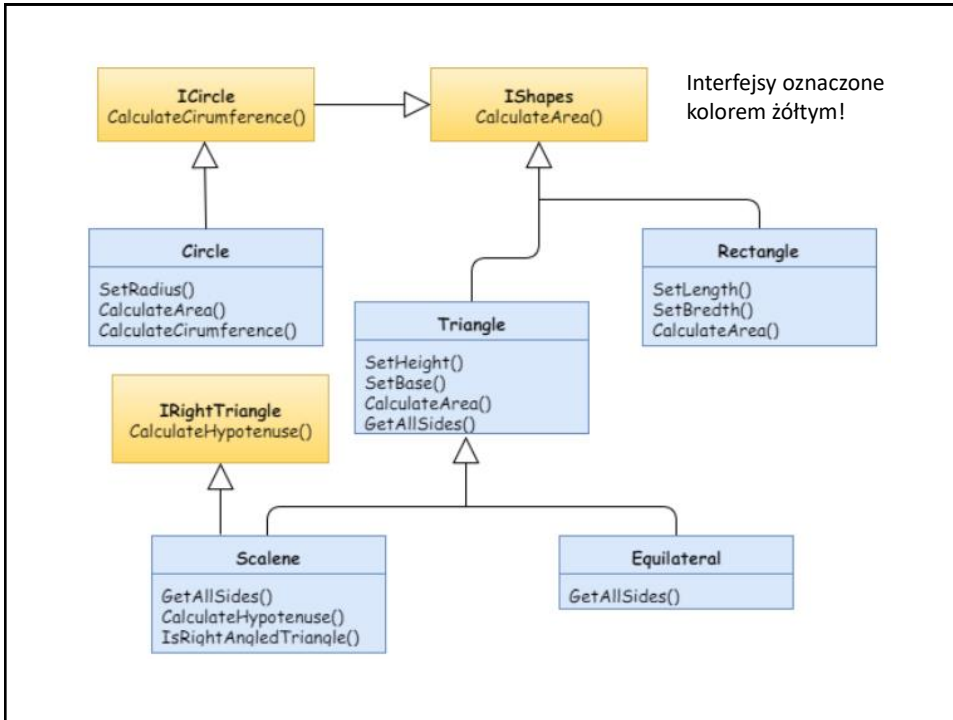 ICircle
CalculateCirumference()
IShapes
CalculateArea()
Interfejsy oznaczone
kolorem żółtym!
Circle
SetRadius()
CalculateArea()
CalculateCirumference()
Rectangle
SetLength()
SetBredth()
CalculateArea()
Triangle
SetHeight()
SetBase()
CalculateArea()
GetAllSides()
IRightTriangle
CalculateHypotenuse()
Scalene
GetAllSides()
CalculateHypotenuse()
IsRightAngledTriangle()
Equilateral
GetAllSides()